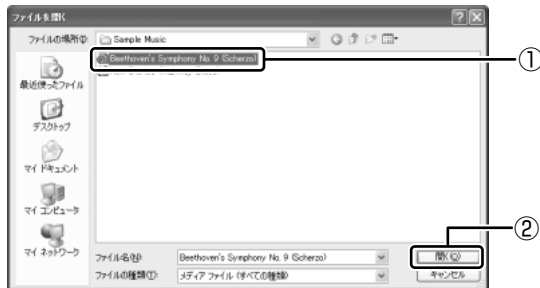 ファイルを開く
ファイルの場所(I):
Sample Music
Beethoven's Symphony No. 9 (Scherzo)
①
最近使ったファイル
デスクトップ
マイ ドキュメント
マイ コンピュータ
マイ ネットワーク
②
ファイル名(N):
Beethoven's Symphony No. 9 (Scherzo)
開く(O)
ファイルの種類(T):
メディア ファイル (すべての種類)
キャンセル